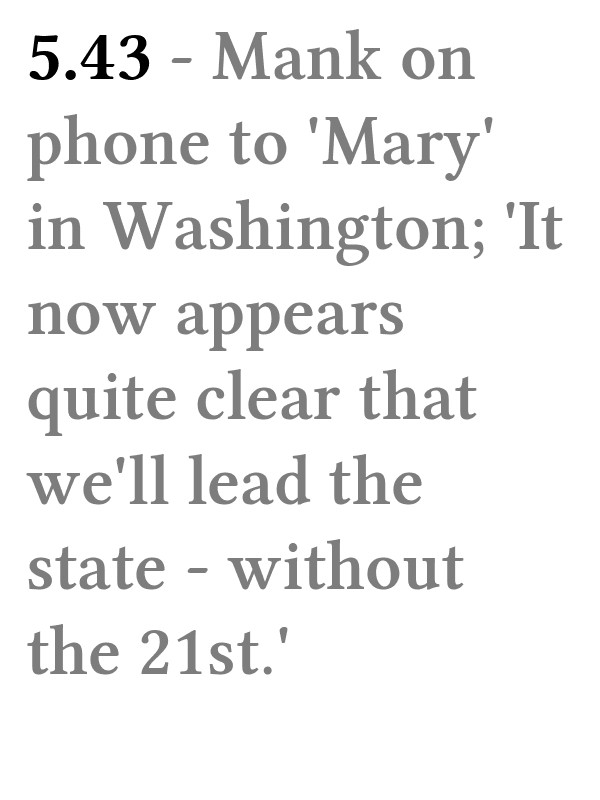 5.43 - Mank on
phone to 'Mary'
in Washington; 'It
now appears
quite clear that
we'll lead the
state - without
the 21st.'